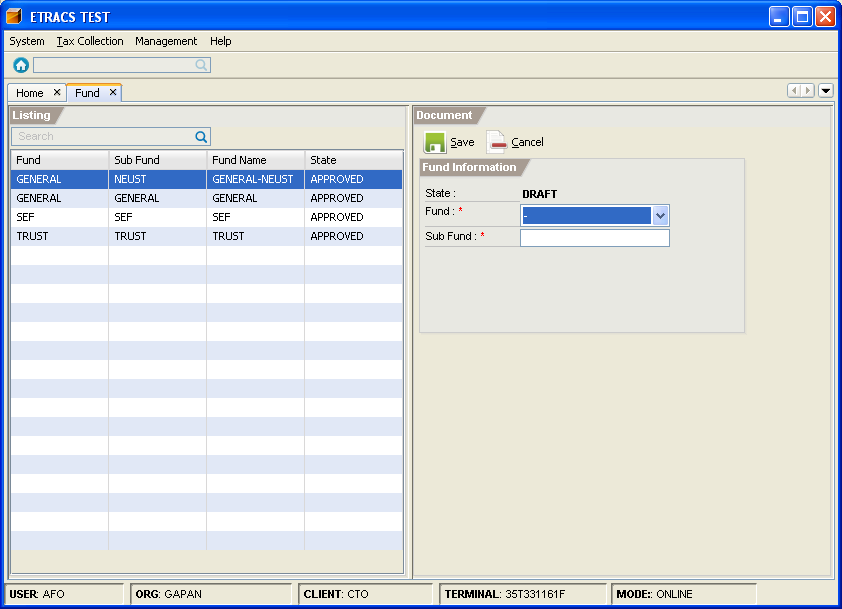 ETRACS TEST
System Tax Collection Management Help
Home Fund
Listing
Search
Fund Sub Fund Fund Name State
GENERAL NEUST GENERAL-NEUST APPROVED
GENERAL GENERAL GENERAL APPROVED
SEF SEF SEF APPROVED
TRUST TRUST TRUST APPROVED
Document
Save Cancel
Fund Information
State : DRAFT
Fund : * -
Sub Fund : *
USER: AFO ORG: GAPAN CLIENT: CTO TERMINAL: 35T331161F MODE:: ONLINE